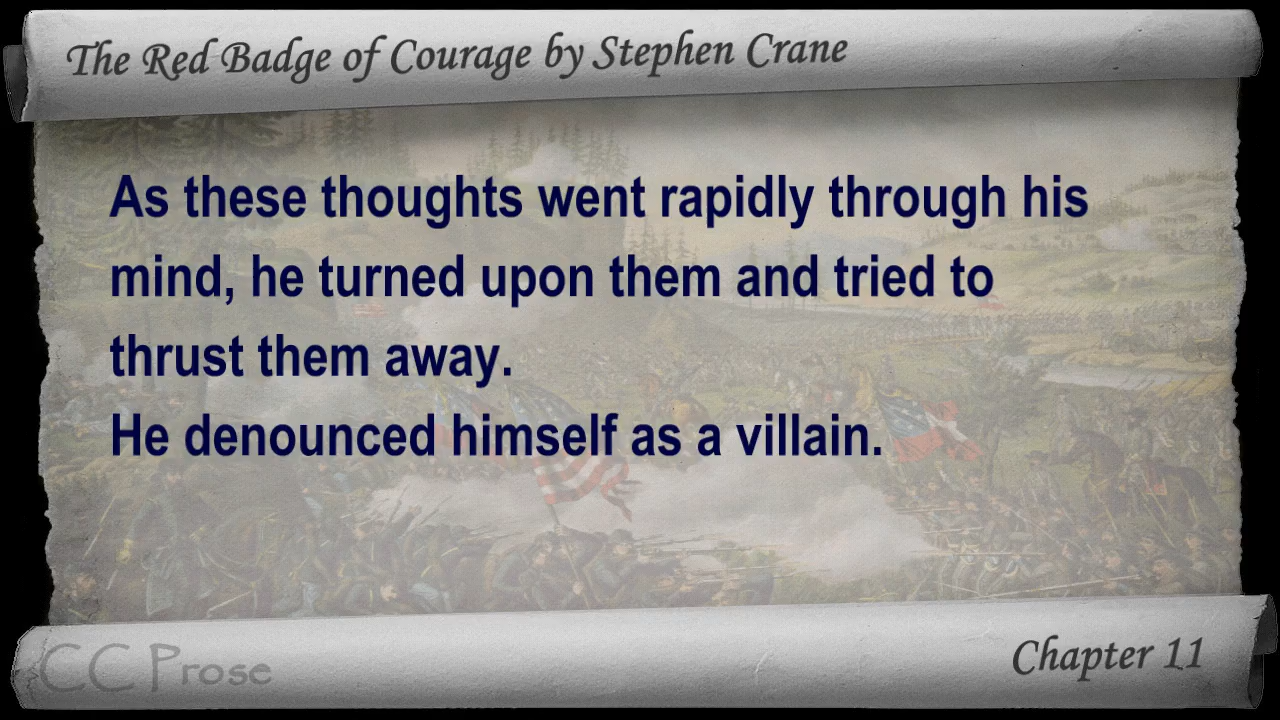 The Red Badge of Courage by Stephen Crane
As these thoughts went rapidly through his
mind, he turned upon them and tried to
thrust them away.
He denounced himself as a villain.
CC Prose
Chapter 11